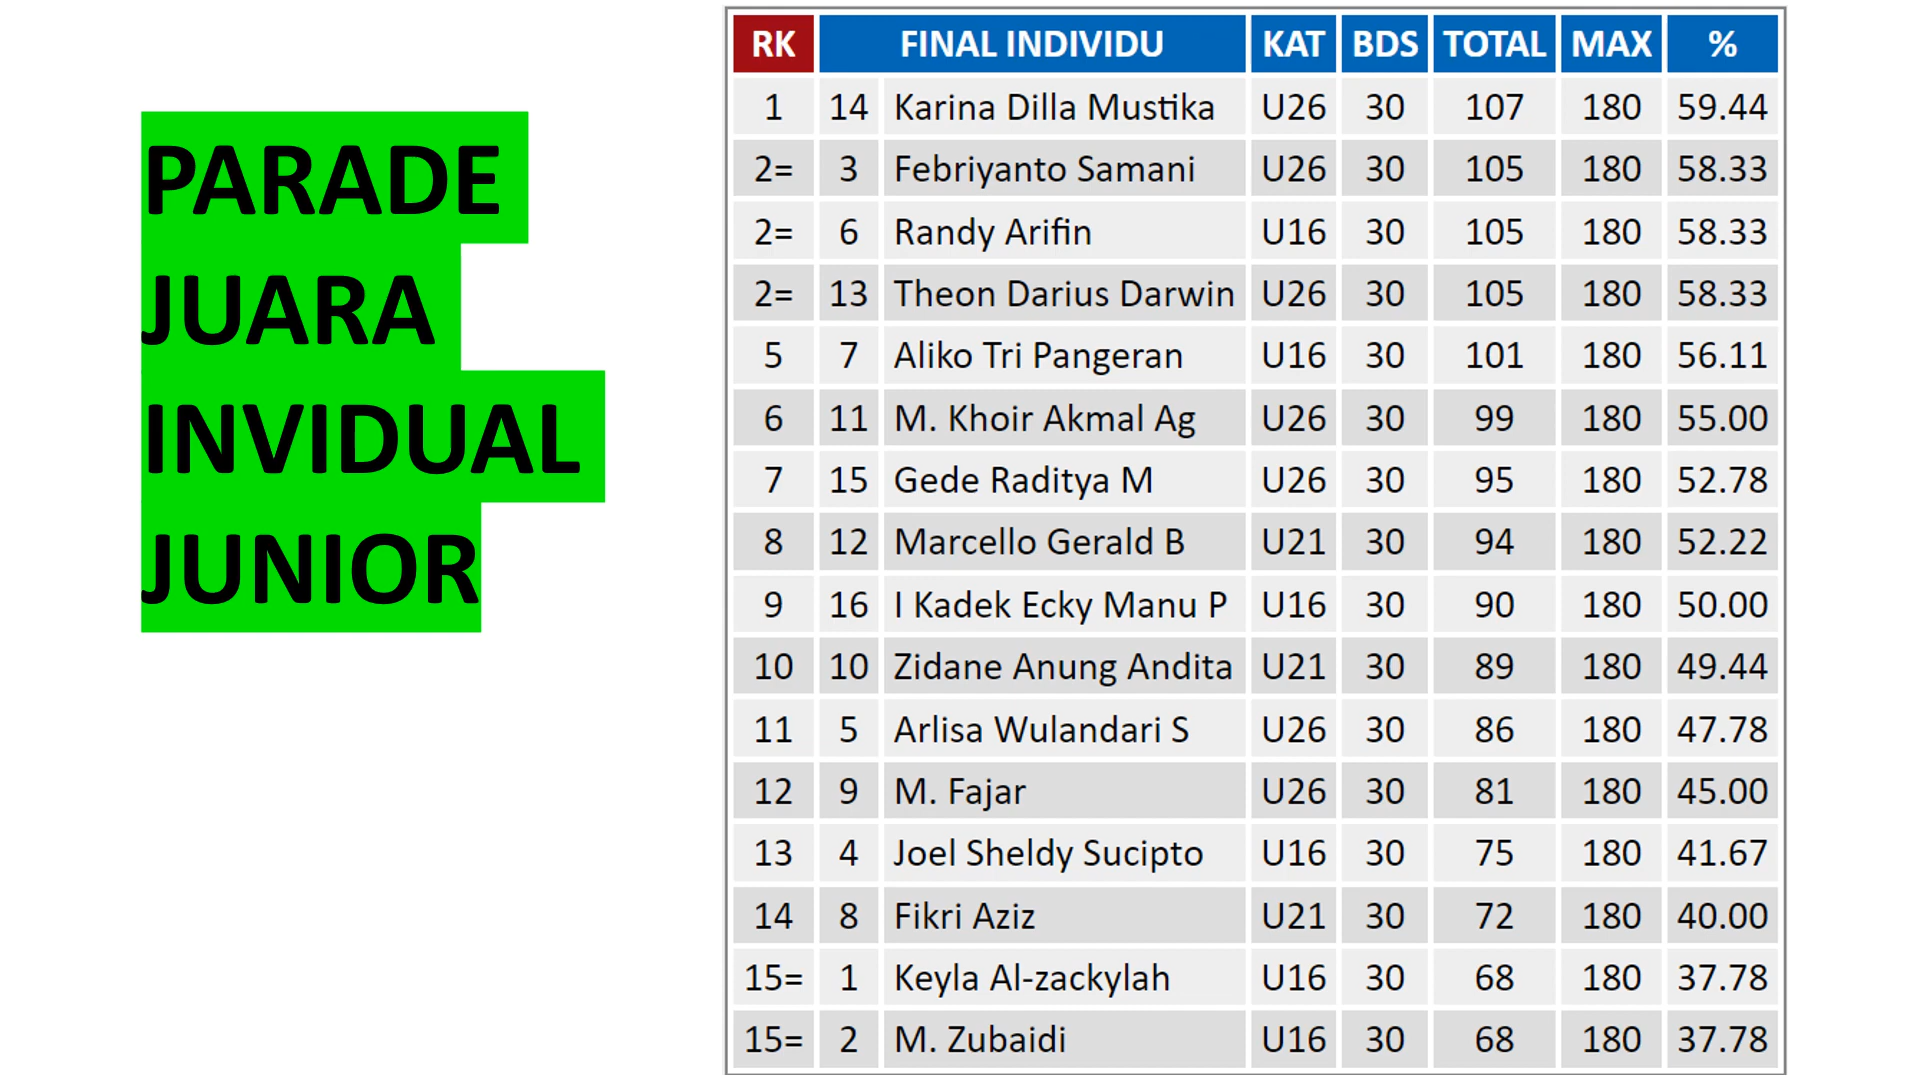 PARADE
JUARA
INVIDUAL
JUNIOR
RK FINAL INDIVIDU KAT BDS TOTAL MAX %
1 14 Karina Dilla Mustika U26 30 107 180 59.44
2= 3 Febriyanto Samani U26 30 105 180 58.33
2= 6 Randy Arifin U16 30 105 180 58.33
2= 13 Theon Darius Darwin U26 30 105 180 58.33
5 7 Aliko Tri Pangeran U16 30 101 180 56.11
6 11 M. Khoir Akmal Ag U26 30 99 180 55.00
7 15 Gede Raditya M U26 30 95 180 52.78
8 12 Marcello Gerald B U21 30 94 180 52.22
9 16 I Kadek Ecky Manu P U16 30 90 180 50.00
10 10 Zidane Anung Andita U21 30 89 180 49.44
11 5 Arlisa Wulandari S U26 30 86 180 47.78
12 9 M. Fajar U26 30 81 180 45.00
13 4 Joel Sheldy Sucipto U16 30 75 180 41.67
14 8 Fikri Aziz U21 30 72 180 40.00
15= 1 Keyla Al-zackylah U16 30 68 180 37.78
15= 2 M. Zubaidi U16 30 68 180 37.78